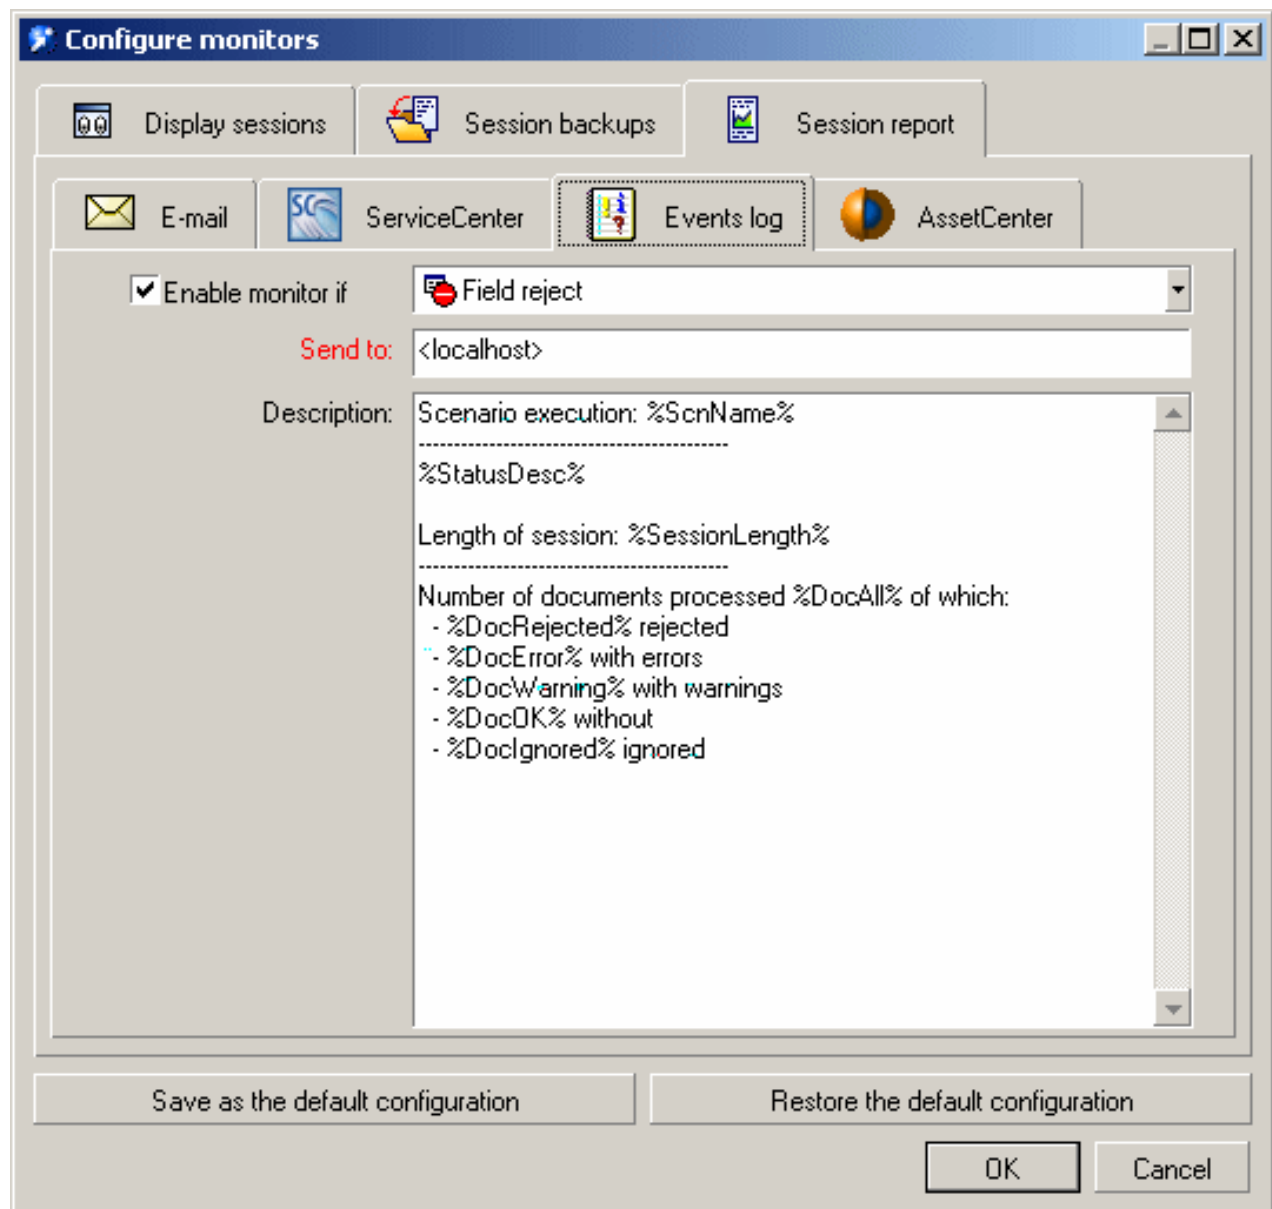 Configure monitors
Display sessions
Session backups
Session report
E-mail
SC
ServiceCenter
Events log
AssetCenter
Enable monitor if
Field reject
Send to:
<localhost>
Description:
Scenario execution: %ScnName%
--------------------------------------------
%StatusDesc%
Length of session: %SessionLength%
--------------------------------------------
Number of documents processed %DocAll% of which:
- %DocRejected% rejected
- %DocError% with errors
- %DocWarning% with warnings
- %DocOK% without
- %DocIgnored% ignored
Save as the default configuration
Restore the default configuration
OK
Cancel